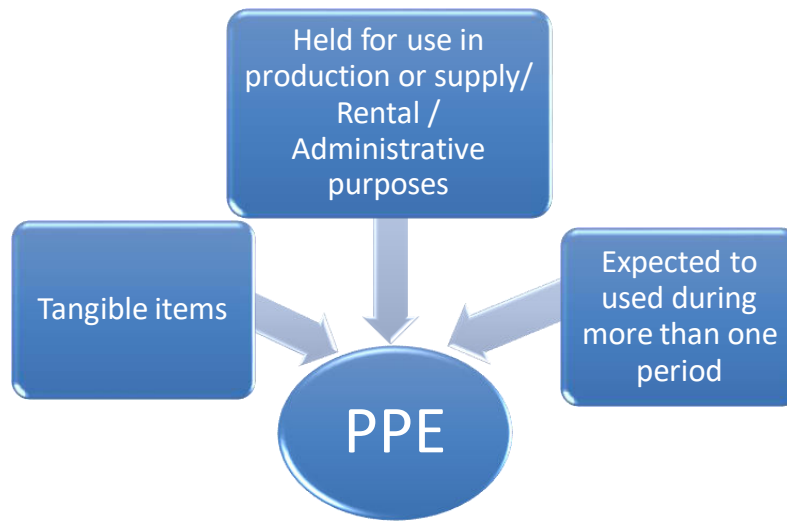 Held for use in
production or supply/
Rental /
Administrative
purposes
Tangible items
Expected to
used during
more than one
period
PPE